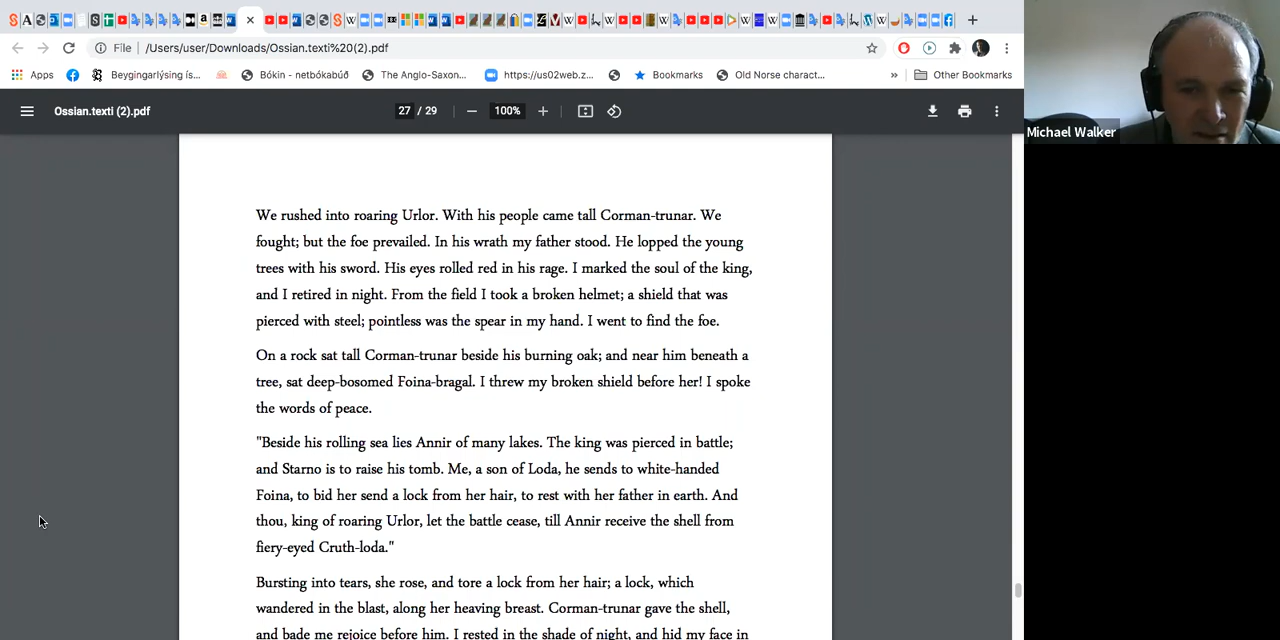 File | /Users/user/Downloads/Ossian.texti%20(2).pdf
Apps
Beygingarlýsing ís...
Bókin - netbókabúð
The Anglo-Saxon...
https://us02web.z...
Bookmarks
Old Norse charact...
»
Other Bookmarks
Ossian.texti (2).pdf
27 / 29
100%
Michael Walker
We rushed into roaring Urlor. With his people came tall Corman-trunar. We
fought; but the foe prevailed. In his wrath my father stood. He lopped the young
trees with his sword. His eyes rolled red in his rage. I marked the soul of the king,
and I retired in night. From the field I took a broken helmet; a shield that was
pierced with steel; pointless was the spear in my hand. I went to find the foe.
On a rock sat tall Corman-trunar beside his burning oak; and near him beneath a
tree, sat deep-bosomed Foina-bragal. I threw my broken shield before her! I spoke
the words of peace.
"Beside his rolling sea lies Annir of many lakes. The king was pierced in battle;
and Starno is to raise his tomb. Me, a son of Loda, he sends to white-handed
Foina, to bid her send a lock from her hair, to rest with her father in earth. And
thou, king of roaring Urlor, let the battle cease, till Annir receive the shell from
fiery-eyed Cruth-loda."
Bursting into tears, she rose, and tore a lock from her hair; a lock, which
wandered in the blast, along her heaving breast. Corman-trunar gave the shell,
and bade me rejoice before him. I rested in the shade of night, and hid my face in